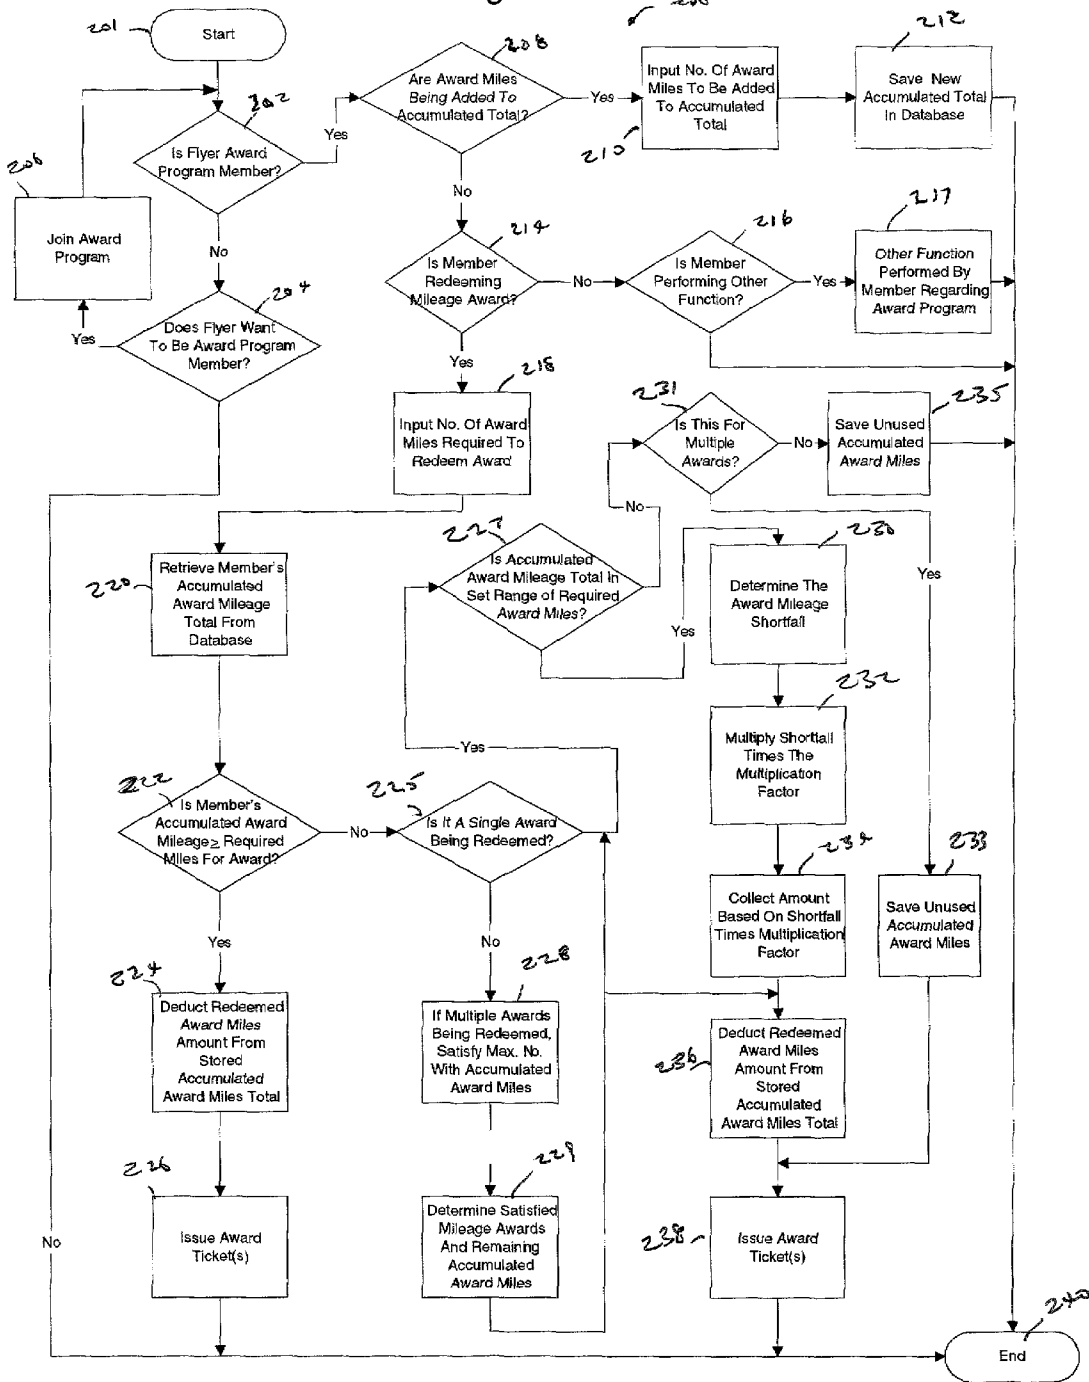 201
Start
202
Is Flyer Award
Program Member?
Yes
No
206
Join Award
Program
204
Does Flyer Want
To Be Award Program
Member?
Yes
No
208
Are Award Miles
Being Added To
Accumulated Total?
Yes
No
210
Input No. Of Award
Miles To Be Added
To Accumulated
Total
212
Save New
Accumulated Total
In Database
214
Is Member
Redeeming
Mileage Award?
No
Yes
216
Is Member
Performing Other
Function?
Yes
217
Other Function
Performed By
Member Regarding
Award Program
218
Input No. Of Award
Miles Required To
Redeem Award
231
Is This For
Multiple
Awards?
No
Yes
235
Save Unused
Accumulated
Award Miles
220
Retrieve Member's
Accumulated
Award Mileage
Total From
Database
227
Is Accumulated
Award Mileage Total In
Set Range of Required
Award Miles?
No
Yes
230
Determine The
Award Mileage
Shortfall
232
Multiply Shortfall
Times The
Multiplication
Factor
222
Is Member's
Accumulated Award
Mileage≥ Required
Miles For Award?
No
Yes
225
Is It A Single Award
Being Redeemed?
Yes
No
234
Collect Amount
Based On Shortfall
Times Multiplication
Factor
233
Save Unused
Accumulated
Award Miles
224
Deduct Redeemed
Award Miles
Amount From
Stored
Accumulated
Award Miles Total
228
If Multiple Awards
Being Redeemed,
Satisfy Max. No.
With Accumulated
Award Miles
236
Deduct Redeemed
Award Miles
Amount From
Stored
Accumulated
Award Miles Total
226
Issue Award
Ticket(s)
229
Determine Satisfied
Mileage Awards
And Remaining
Accumulated
Award Miles
238
Issue Award
Ticket(s)
240
End